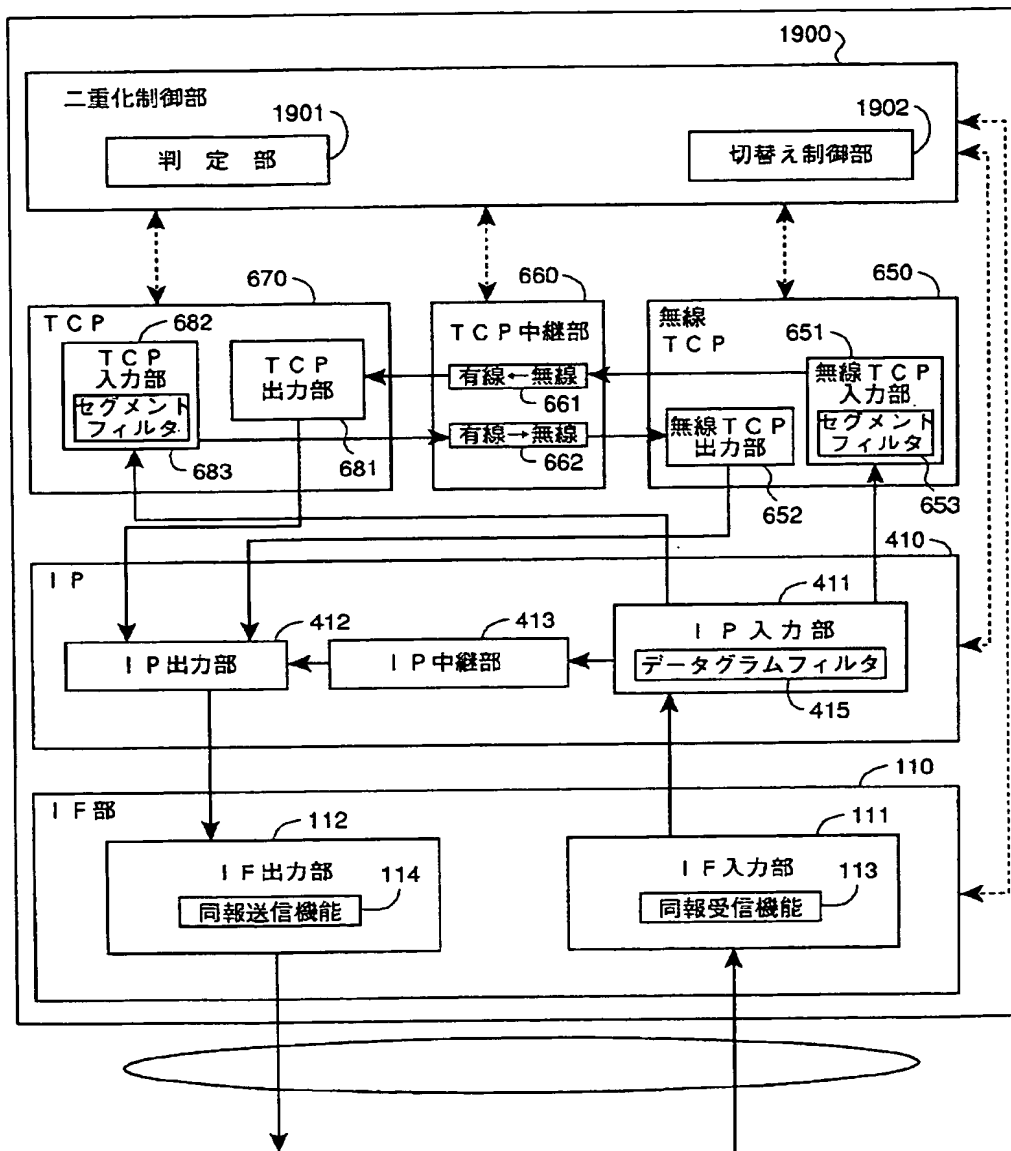 1900
二重化制御部
1901
判 定 部
1902
切替え制御部
670
TCP
682
TCP
入力部
セグメント
フィルタ
683
TCP
出力部
681
660
TCP中継部
有線←無線
661
有線→無線
662
650
無線
TCP
651
無線TCP
入力部
セグメント
フィルタ
653
無線TCP
出力部
652
410
IP
411
IP入力部
データグラムフィルタ
415
412
IP出力部
413
IP中継部
110
IF部
112
IF出力部
114
同報送信機能
111
IF入力部
113
同報受信機能